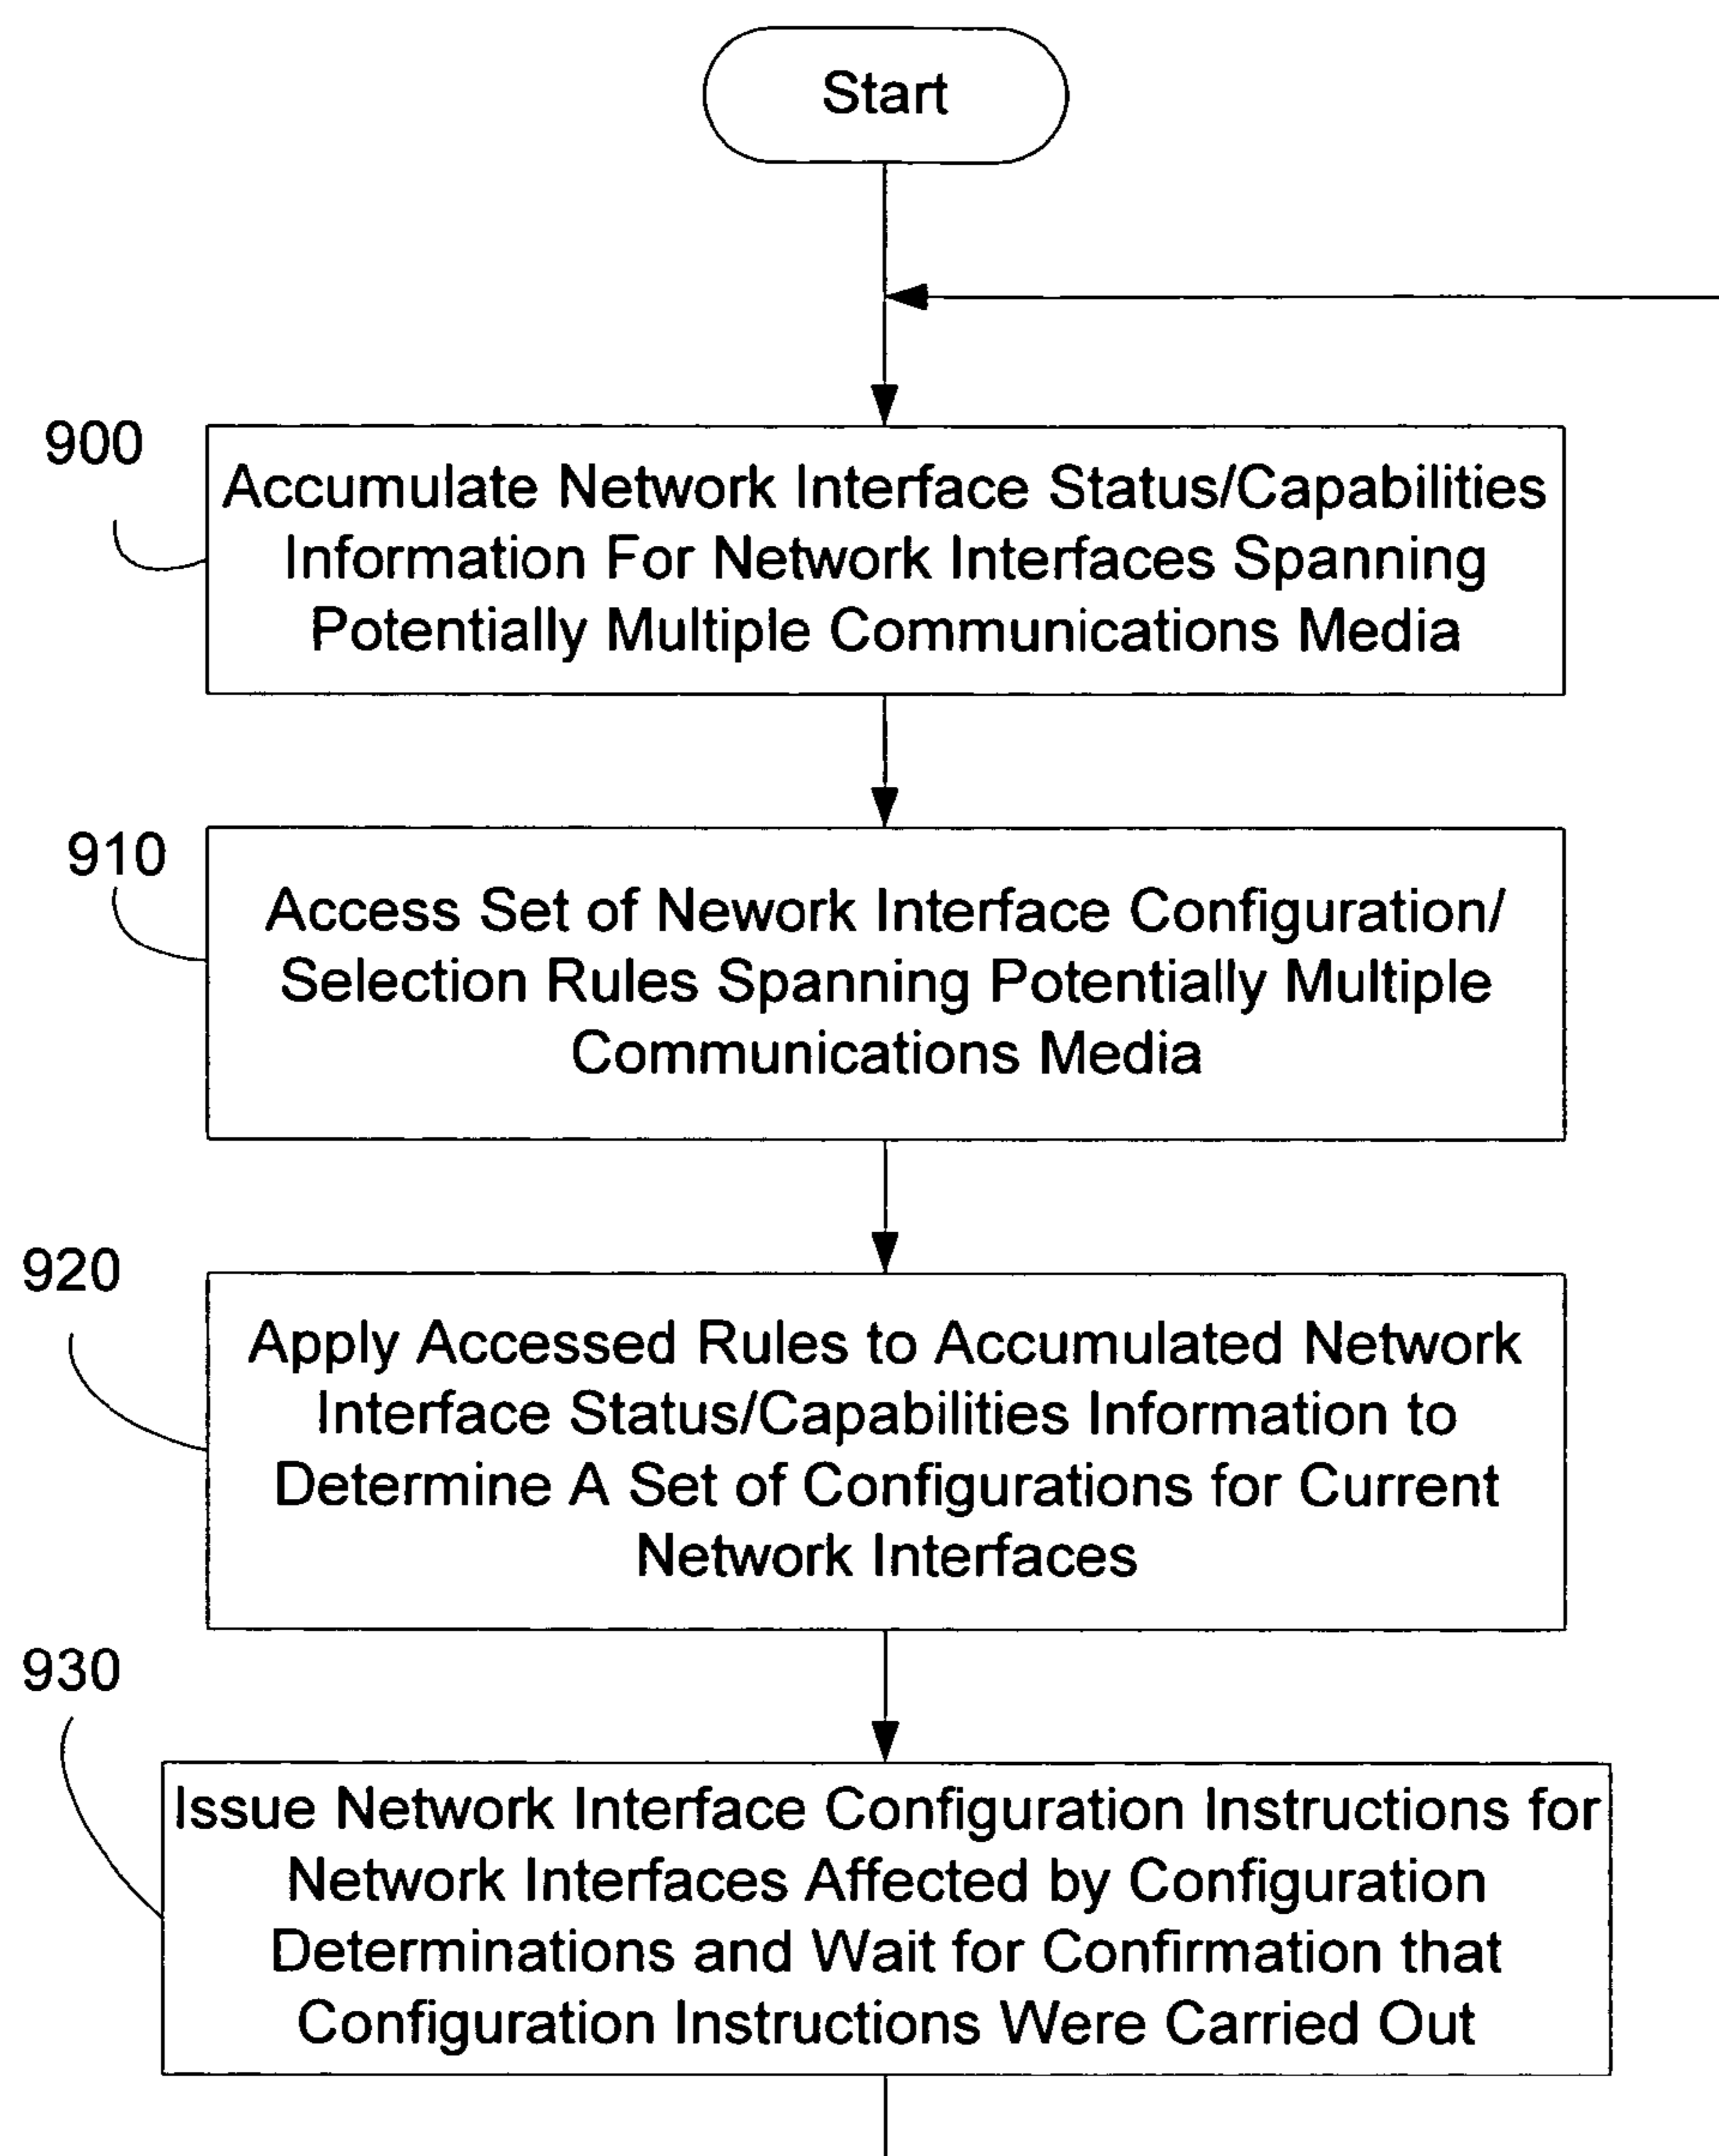 Start
900
Accumulate Network Interface Status/Capabilities
Information For Network Interfaces Spanning
Potentially Multiple Communications Media
910
Access Set of Nework Interface Configuration/
Selection Rules Spanning Potentially Multiple
Communications Media
920
Apply Accessed Rules to Accumulated Network
Interface Status/Capabilities Information to
Determine A Set of Configurations for Current
Network Interfaces
930
Issue Network Interface Configuration Instructions for
Network Interfaces Affected by Configuration
Determinations and Wait for Confirmation that
Configuration Instructions Were Carried Out